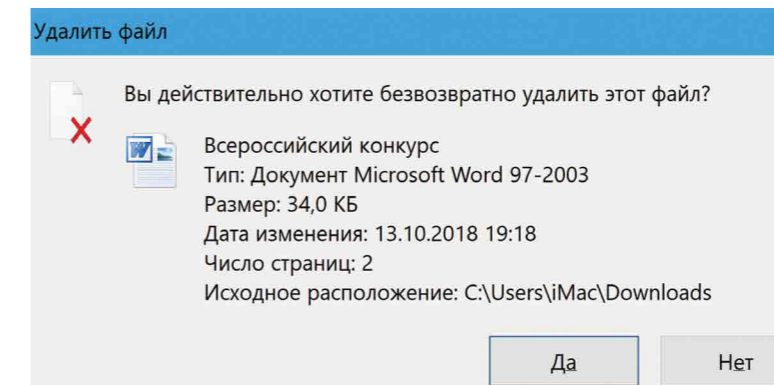 Удалить файл
Вы действительно хотите безвозвратно удалить этот файл?
Всероссийский конкурс
Тип: Документ Microsoft Word 97-2003
Размер: 34,0 КБ
Дата изменения: 13.10.2018 19:18
Число страниц: 2
Исходное расположение: C:\Users\iMac\Downloads
Да
Нет